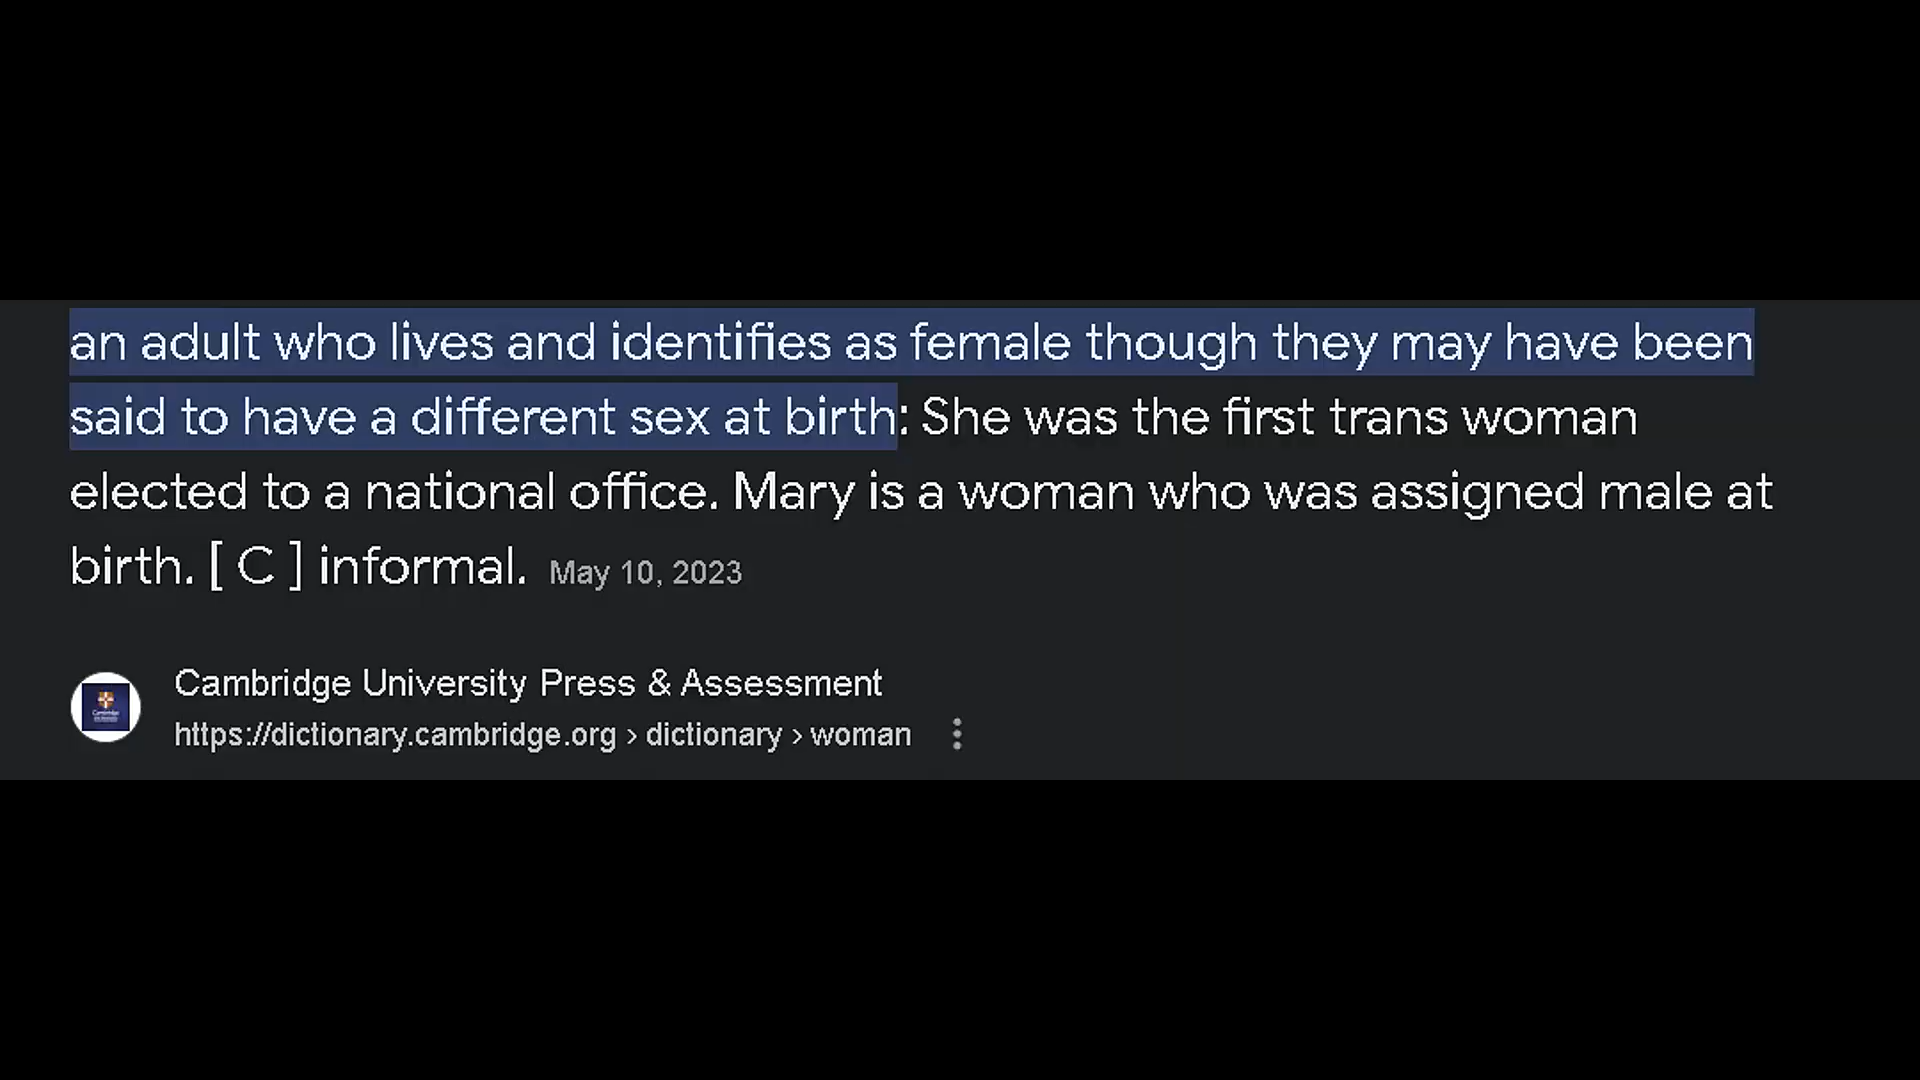 an adult who lives and identifies as female though they may have been
said to have a different sex at birth: She was the first trans woman
elected to a national office. Mary is a woman who was assigned male at
birth. [ C ] informal. May 10, 2023
Cambridge University Press & Assessment
https://dictionary.cambridge.org › dictionary › woman